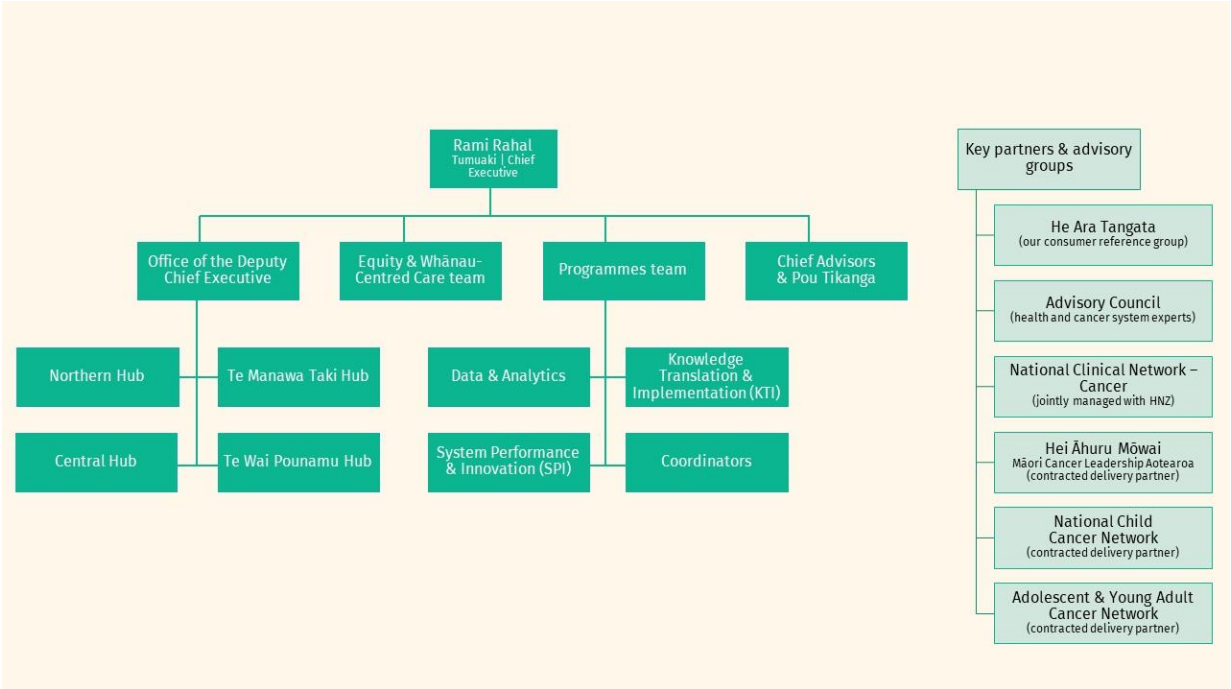 Rami Rahal
Tumuaki | Chief
Executive
Office of the Deputy
Chief Executive
Equity & Whānau-
Centred Care team
Programmes team
Chief Advisors
& Pou Tikanga
Northern Hub
Te Manawa Taki Hub
Central Hub
Te Wai Pounamu Hub
Data & Analytics
Knowledge
Translation &
Implementation (KTI)
System Performance
& Innovation (SPI)
Coordinators
Key partners & advisory
groups
He Ara Tangata
(our consumer reference group)
Advisory Council
(health and cancer system experts)
National Clinical Network –
Cancer
(jointly managed with HNZ)
Hei Āhuru Mōwai
Māori Cancer Leadership Aotearoa
(contracted delivery partner)
National Child
Cancer Network
(contracted delivery partner)
Adolescent & Young Adult
Cancer Network
(contracted delivery partner)